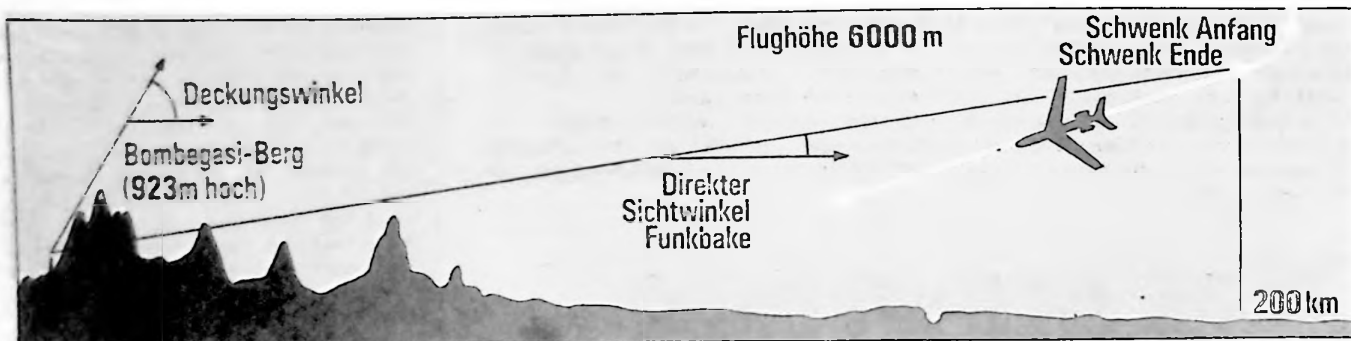 Flughöhe 6000 m
Schwenk Anfang
Schwenk Ende
Deckungswinkel
Bombegasi-Berg
(923m hoch)
Direkter
Sichtwinkel
Funkbake
200 km